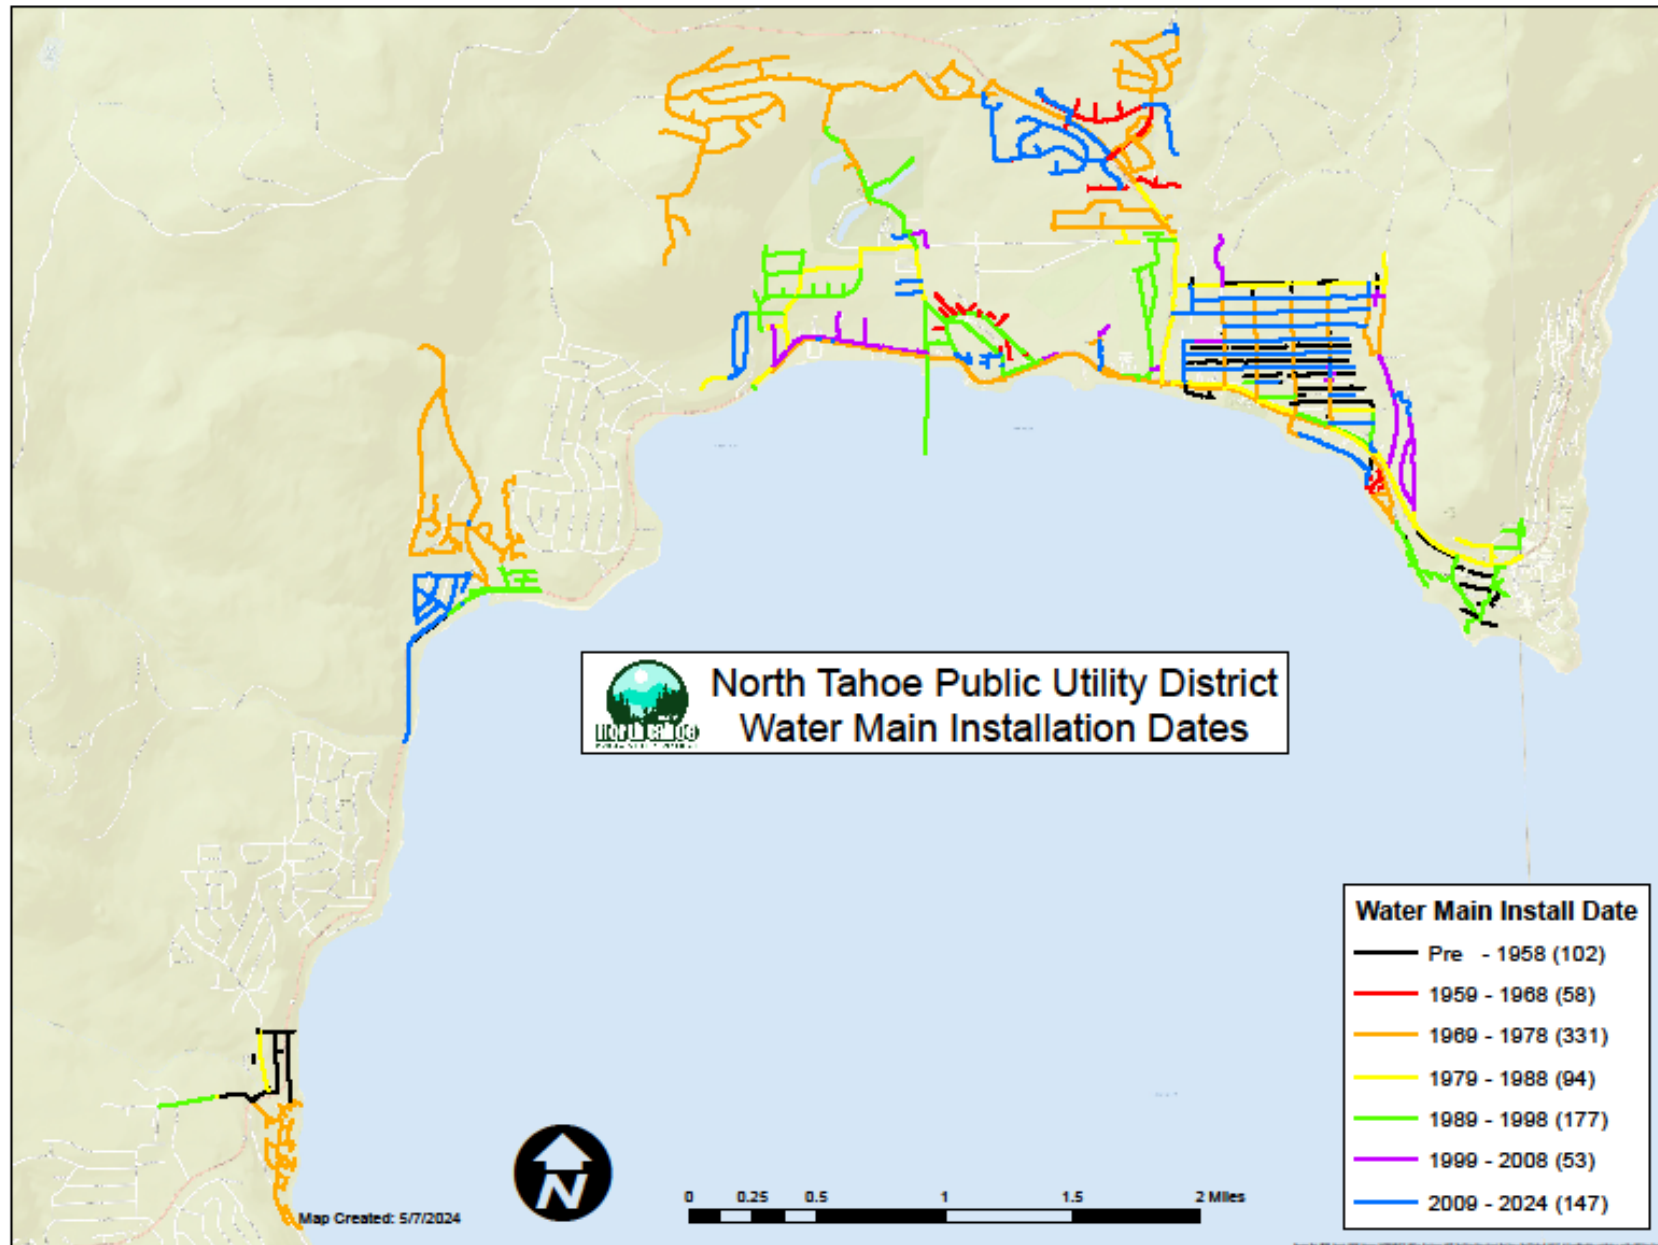 North Tahoe Public Utility District
Water Main Installation Dates
Water Main Install Date
Pre - 1958 (102)
1959 - 1968 (58)
1969 - 1978 (331)
1979 - 1988 (94)
1989 - 1998 (177)
1999 - 2008 (53)
2009 - 2024 (147)
N
0 0.25 0.5 1 1.5 2 Miles
Map Created: 5/7/2024